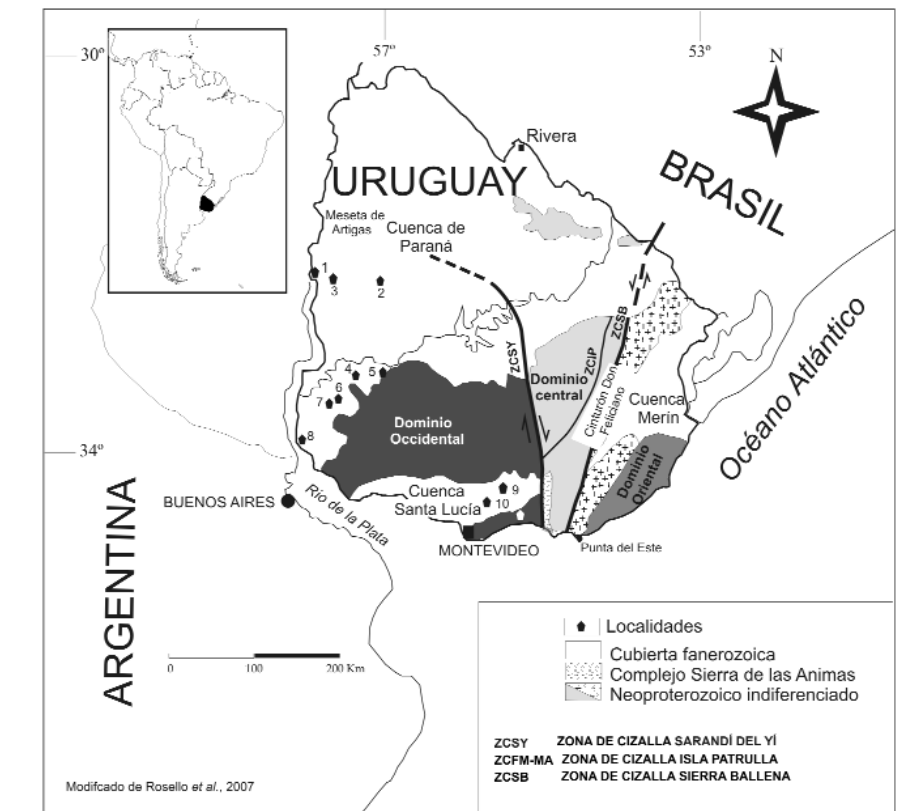 30º
57º
53º
N
Rivera
URUGUAY
BRASIL
Meseta de
Artigas
Cuenca de
Paraná
1
3
2
ZCSY
ZCSB
ZCIP
Dominio
central
Cinturón Don
Feliciano
Cuenca
Merín
Océano Atlántico
4
5
6
7
8
Dominio
Occidental
34º
Dominio
Oriental
Cuenca
Santa Lucía
9
10
BUENOS AIRES
Río de la Plata
MONTEVIDEO
Punta del Este
ARGENTINA
0 100 200 Km
Localidades
Cubierta fanerozoica
Complejo Sierra de las Animas
Neoproterozoico indiferenciado
ZCSY ZONA DE CIZALLA SARANDÍ DEL YÍ
ZCFM-MA ZONA DE CIZALLA ISLA PATRULLA
ZCSB ZONA DE CIZALLA SIERRA BALLENA
Modifcado de Rosello et al., 2007